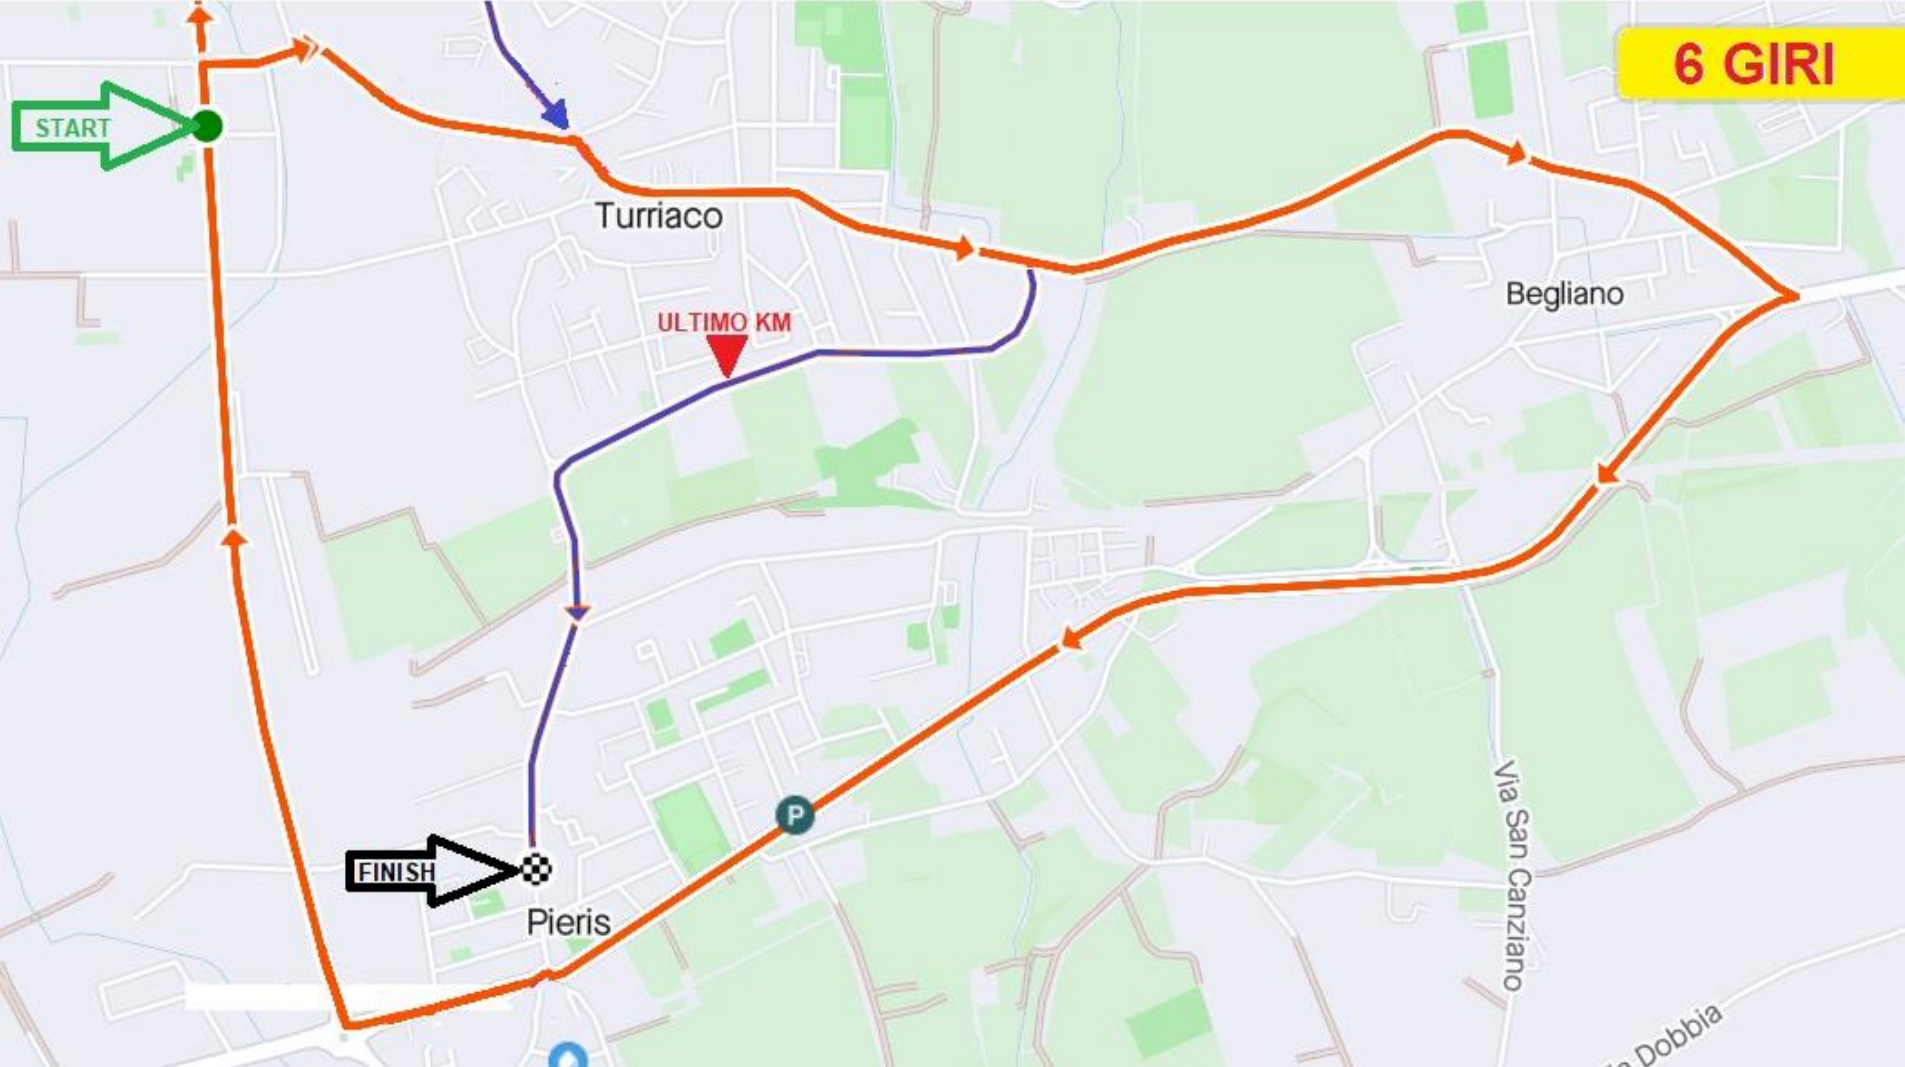 6 GIRI
START
Turriaco
Begliano
ULTIMO KM
P
Via San Canziano
FINISH
Pieris
Dobbia